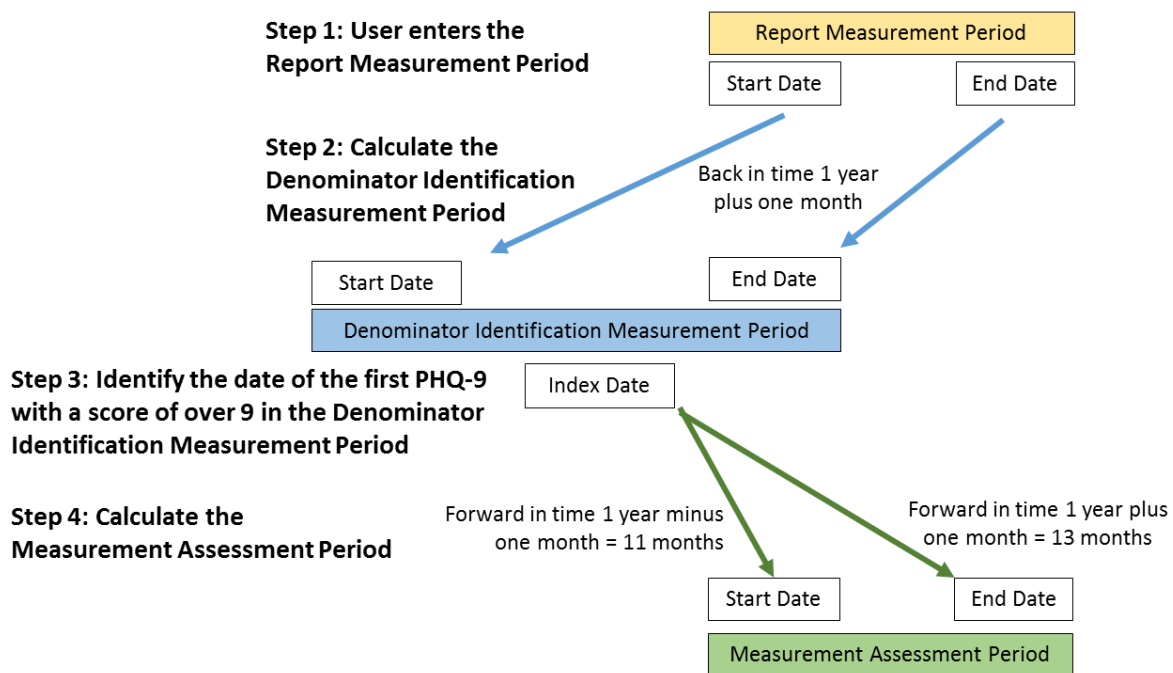 Step 1: User enters the
Report Measurement Period
Report Measurement Period
Start Date
End Date
Step 2: Calculate the
Denominator Identification
Measurement Period
Back in time 1 year
plus one month
Start Date
End Date
Denominator Identification Measurement Period
Step 3: Identify the date of the first PHQ-9
with a score of over 9 in the Denominator
Identification Measurement Period
Index Date
Step 4: Calculate the
Measurement Assessment Period
Forward in time 1 year minus
one month = 11 months
Forward in time 1 year plus
one month = 13 months
Start Date
End Date
Measurement Assessment Period